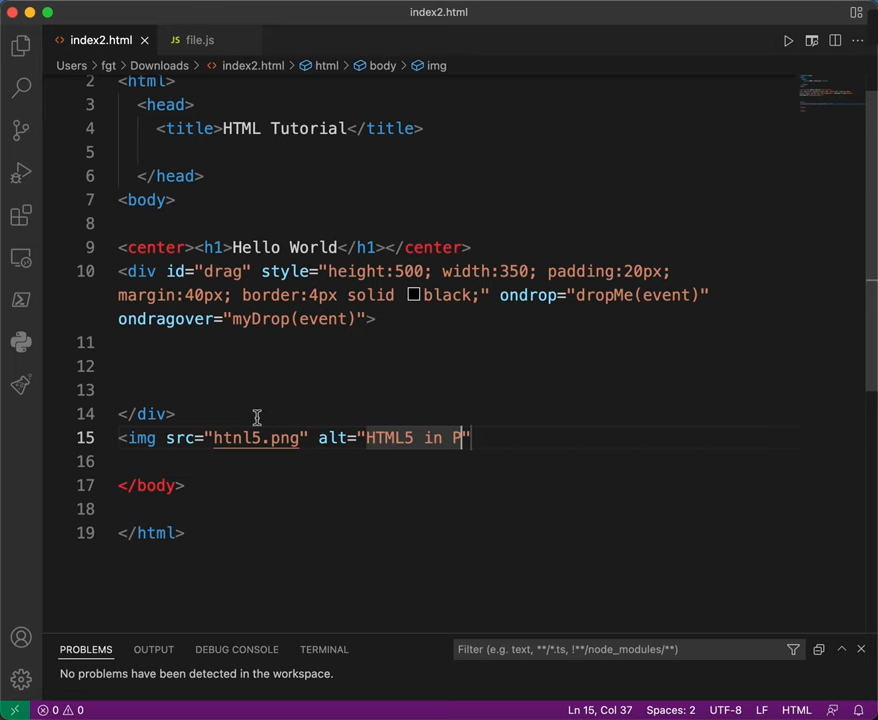 index2.html
index2.html
JS file.js
Users > fgt > Downloads > index2.html > html > body > img
2 <html>
3 <head>
4 <title>HTML Tutorial</title>
5
6 </head>
7 <body>
8
9 <center><h1>Hello World</h1></center>
10 <div id="drag" style="height:500; width:350; padding:20px;
margin:40px; border:4px solid black;" ondrop="dropMe(event)"
ondragover="myDrop(event)">
11
12
13
14 </div>
15 <img src="htnl5.png" alt="HTML5 in P"
16
17 </body>
18
19 </html>
PROBLEMS OUTPUT DEBUG CONSOLE TERMINAL Filter (e.g. text, **/*.ts, !**/node_modules/**)
No problems have been detected in the workspace.
0 0 Ln 15, Col 37 Spaces: 2 UTF-8 LF HTML